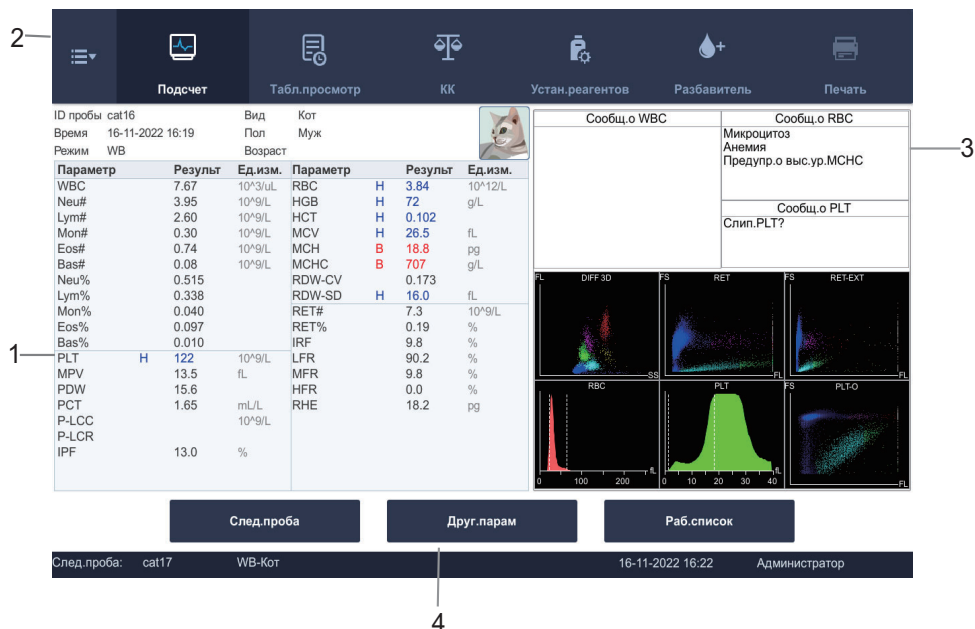 2
1
3
4
Подсчет
Табл.просмотр
КК
Устан.реагентов
Разбавитель
Печать
ID пробы cat16 Вид Кот
Время 16-11-2022 16:19 Пол Муж
Режим WB Возраст
Параметр Результ Ед.изм. Параметр Результ Ед.изм.
WBC 7.67 10^3/uL RBC H 3.84 10^12/L
Neu# 3.95 10^9/L HGB H 72 g/L
Lym# 2.60 10^9/L HCT H 0.102
Mon# 0.30 10^9/L MCV H 26.5 fL
Eos# 0.74 10^9/L MCH B 18.8 pg
Bas# 0.08 10^9/L MCHC B 707 g/L
Neu% 0.515 RDW-CV 0.173
Lym% 0.338 RDW-SD H 16.0 fL
Mon% 0.040 RET# 7.3 10^9/L
Eos% 0.097 RET% 0.19 %
Bas% 0.010 IRF 9.8 %
PLT H 122 10^9/L LFR 90.2 %
MPV 13.5 fL MFR 9.8 %
PDW 15.6 HFR 0.0 %
PCT 1.65 mL/L RHE 18.2 pg
P-LCC 10^9/L
P-LCR
IPF 13.0 %
Сообщ.о WBC
Сообщ.о RBC
Микроцитоз
Анемия
Предупр.о выс.ур.MCHC
Сообщ.о PLT
Слип.PLT?
FL DIFF 3D SS
FS RET FL
FS RET-EXT FL
RBC 0 100 200 fL
PLT 0 10 20 30 40 fL
FS PLT-O FL
След.проба
Друг.парам
Раб.список
След.проба: cat17 WB-Кот 16-11-2022 16:22 Администратор